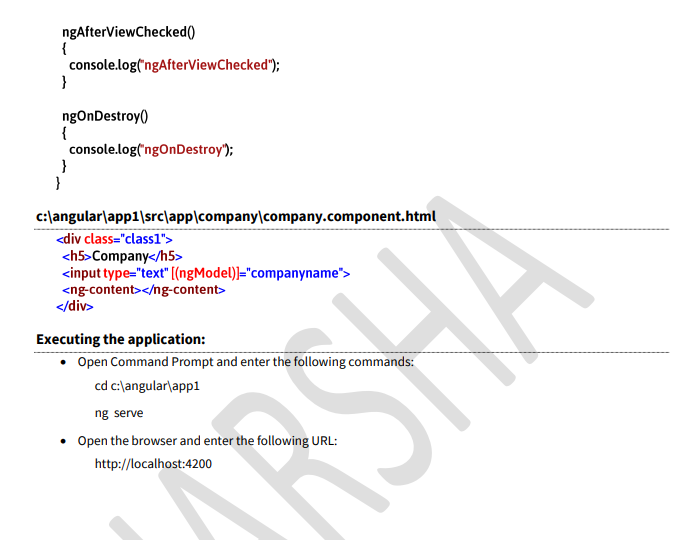 ngAfterViewChecked()
{
console.log("ngAfterViewChecked");
}
ngOnDestroy()
{
console.log("ngOnDestroy");
}
}
c:\angular\app1\src\app\company\company.component.html
<div class="class1">
<h5>Company</h5>
<input type="text" [(ngModel)]="companyname">
<ng-content></ng-content>
</div>
Executing the application:
• Open Command Prompt and enter the following commands:
cd c:\angular\app1
ng serve
• Open the browser and enter the following URL:
http://localhost:4200
HARSHA